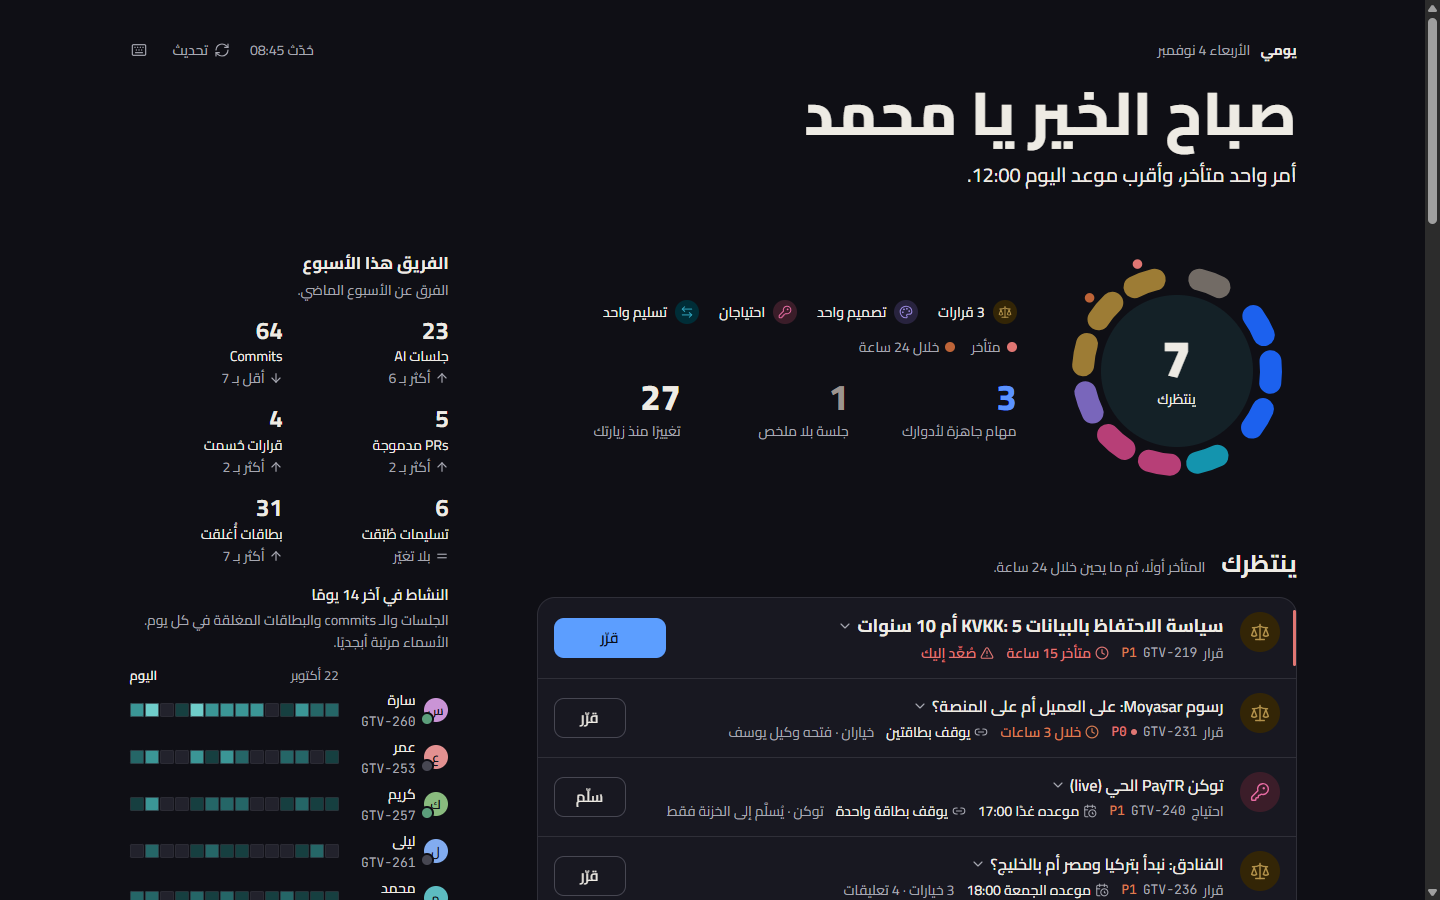 يومي الأربعاء 4 نوفمبر
حُدّث 08:45 تحديث
صباح الخير يا محمد
أمر واحد متأخر، وأقرب موعد اليوم 12:00.
7
ينتظرك
3 قرارات تصميم واحد احتياجان تسليم واحد
متأخر خلال 24 ساعة
3 مهام جاهزة لأدوارك
1 جلسة بلا ملخص
27 تغييرًا منذ زيارتك
ينتظرك المتأخر أولًا، ثم ما يحين خلال 24 ساعة.
سياسة الاحتفاظ بالبيانات KVKK: 5 أم 10 سنوات
قرار GTV-219 P1 متأخر 15 ساعة صُعِّد إليك
قرّر
رسوم Moyasar: على العميل أم على المنصة؟
قرار GTV-231 P0 خلال 3 ساعات يوقف بطاقتين خياران · فتحه وكيل يوسف
قرّر
توكن PayTR الحي (live)
احتياج GTV-240 P1 موعده غدًا 17:00 يوقف بطاقة واحدة توكن · يُسلَّم إلى الخزنة فقط
سلّم
الفنادق: نبدأ بتركيا ومصر أم بالخليج؟
قرار GTV-236 P1 موعده الجمعة 18:00 3 خيارات · 4 تعليقات
قرّر
الفريق هذا الأسبوع
الفرق عن الأسبوع الماضي.
23
جلسات AI
أكثر بـ 6
64
Commits
أقل بـ 7
5
PRs مدموجة
أكثر بـ 2
4
قرارات حُسمت
أكثر بـ 2
6
تسليمات طُبّقت
بلا تغيّر
31
بطاقات أُغلقت
أكثر بـ 7
النشاط في آخر 14 يومًا
الجلسات والـ commits والبطاقات المغلقة في كل يوم.
الأسماء مرتبة أبجديًا.
22 أكتوبر اليوم
س سارة
GTV-260
ع عمر
GTV-253
ك كريم
GTV-257
ل ليلى
GTV-261
م محمد